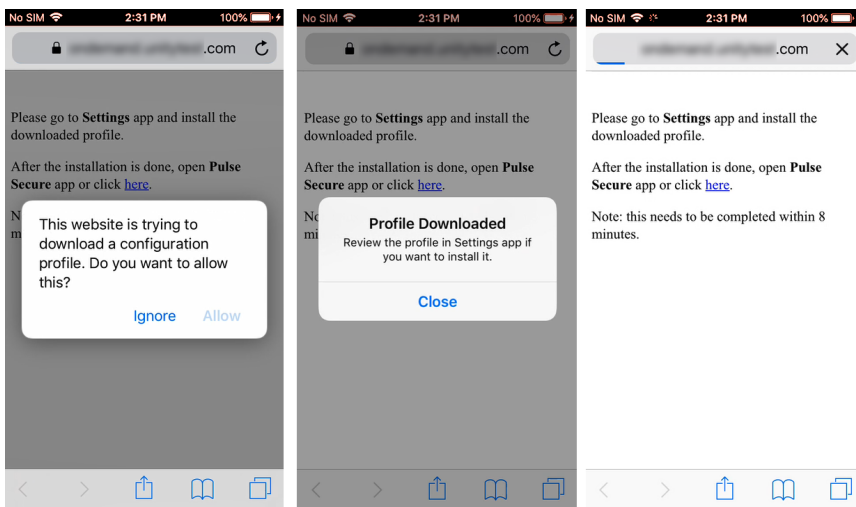 No SIM 2:31 PM 100%
.com
Please go to Settings app and install the
downloaded profile.
After the installation is done, open Pulse
Secure app or click here.
N
m
This website is trying to
download a configuration
profile. Do you want to allow
this?
Ignore Allow
No SIM 2:31 PM 100%
.com
Please go to Settings app and install the
downloaded profile.
After the installation is done, open Pulse
Secure app or click here.
No
mi
Profile Downloaded
Review the profile in Settings app if
you want to install it.
Close
No SIM 2:31 PM 100%
.com
Please go to Settings app and install the
downloaded profile.
After the installation is done, open Pulse
Secure app or click here.
Note: this needs to be completed within 8
minutes.